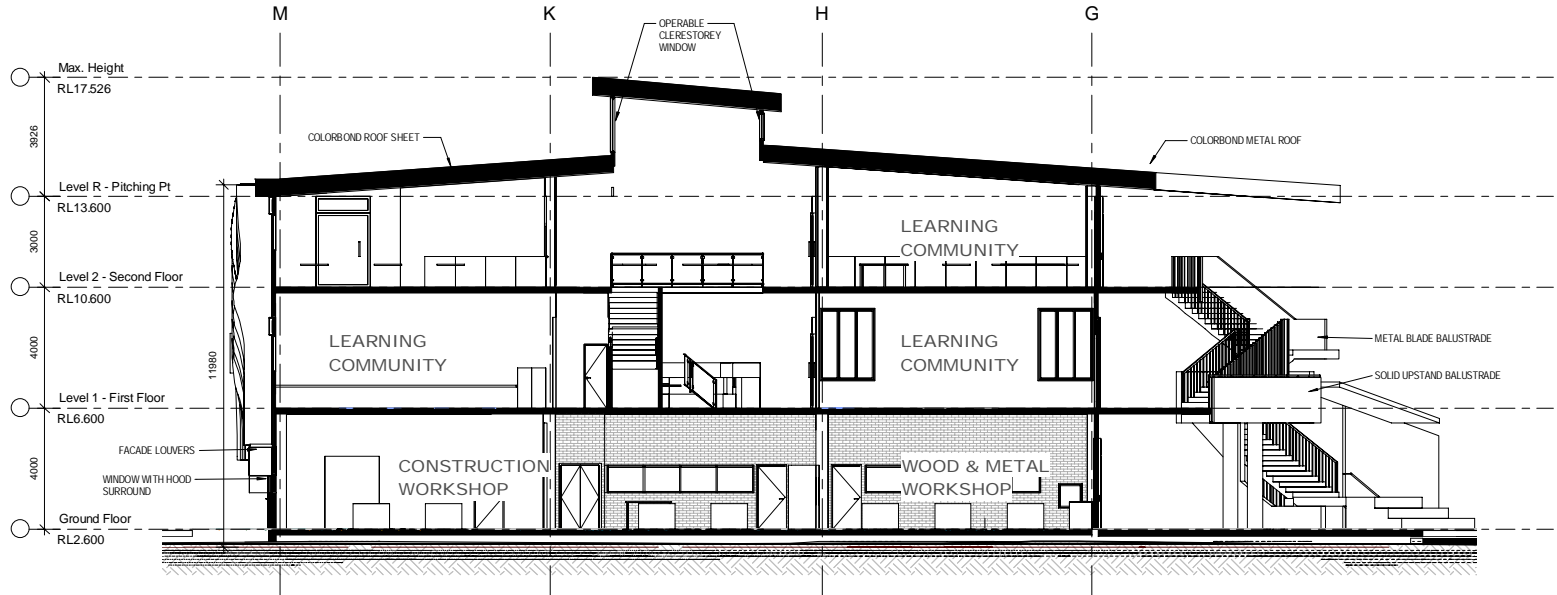 M
K
H
G
OPERABLE
CLERESTOREY
WINDOW
Max. Height
RL17.526
3926
COLORBOND ROOF SHEET
COLORBOND METAL ROOF
Level R - Pitching Pt
RL13.600
3000
LEARNING
COMMUNITY
Level 2 - Second Floor
RL10.600
4000
11980
LEARNING
COMMUNITY
LEARNING
COMMUNITY
METAL BLADE BALUSTRADE
SOLID UPSTAND BALUSTRADE
Level 1 - First Floor
RL6.600
4000
FACADE LOUVERS
WINDOW WITH HOOD
SURROUND
CONSTRUCTION
WORKSHOP
WOOD & METAL
WORKSHOP
Ground Floor
RL2.600